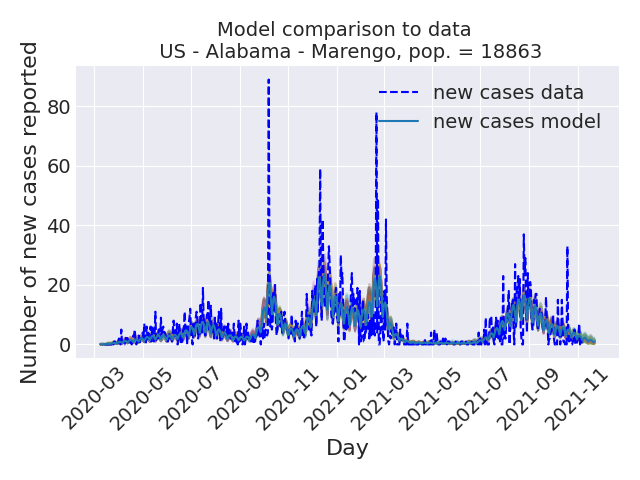 Model comparison to data
US - Alabama - Marengo, pop. = 18863
new cases data
new cases model
Number of new cases reported
80
60
40
20
0
2020-03
2020-05
2020-07
2020-09
2020-11
2021-01
2021-03
2021-05
2021-07
2021-09
2021-11
Day